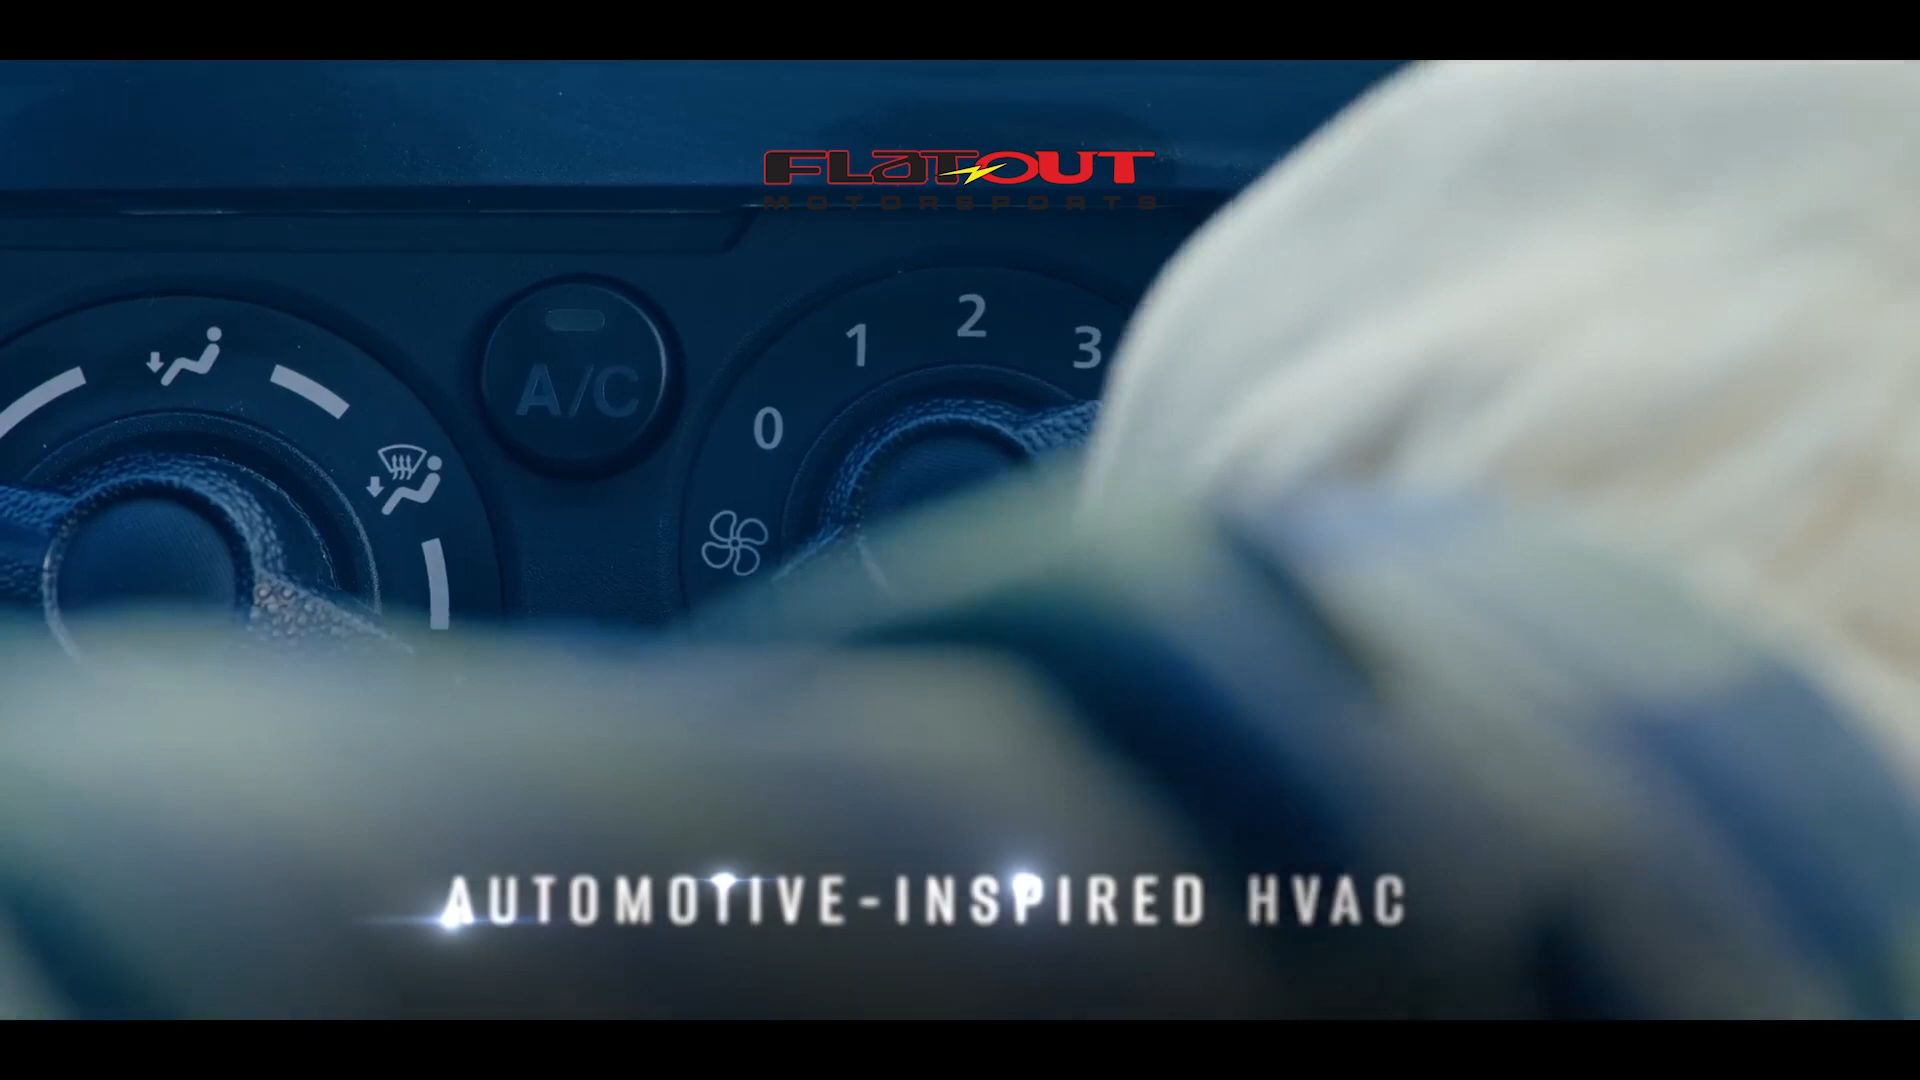 FLATOUT
MOTORSPORTS
A/C
0 1 2 3
AUTOMOTIVE-INSPIRED HVAC